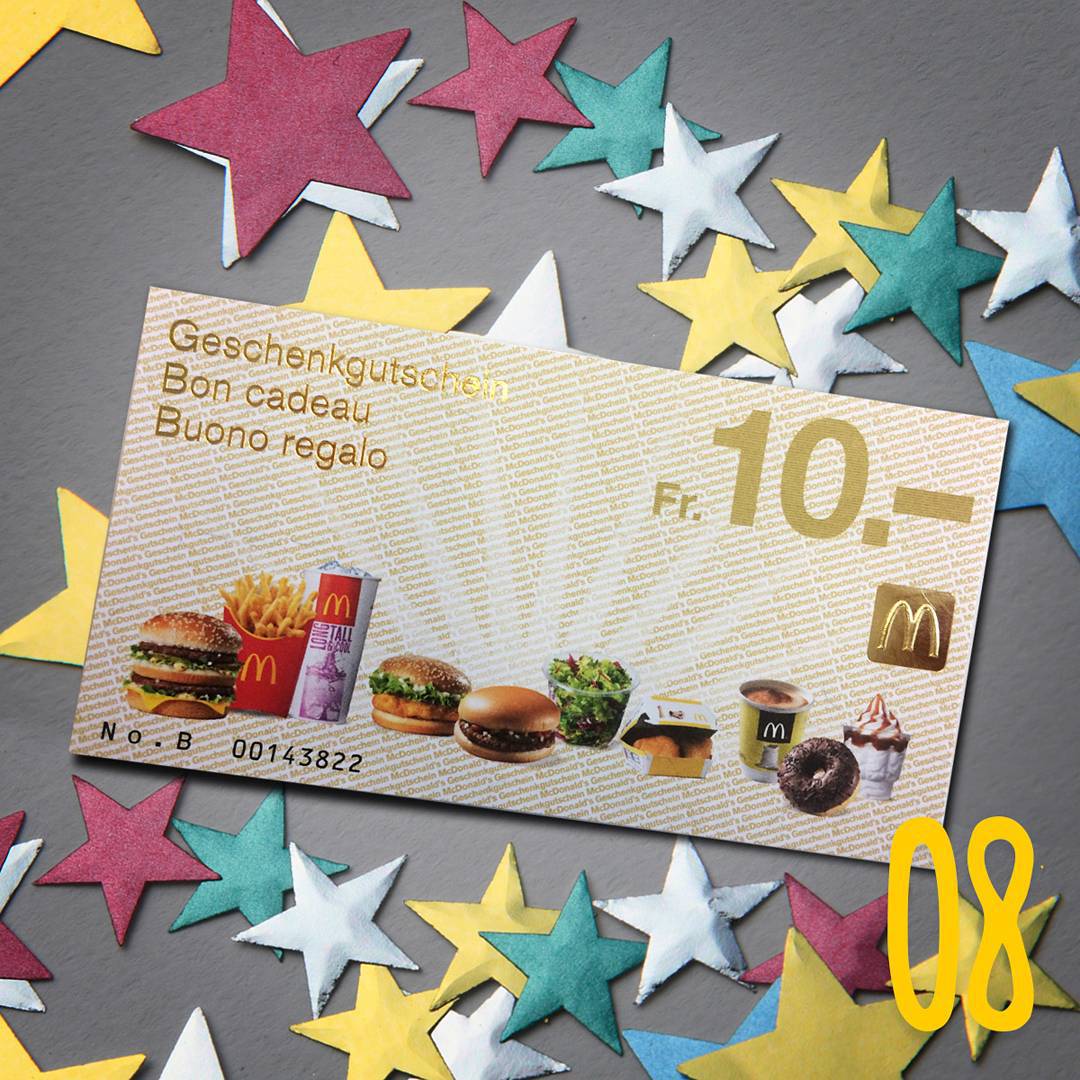 Geschenkgutschein
Bon cadeau
Buono regalo
Fr. 10.–
LONG TALL & COOL
No. B 00143822
08